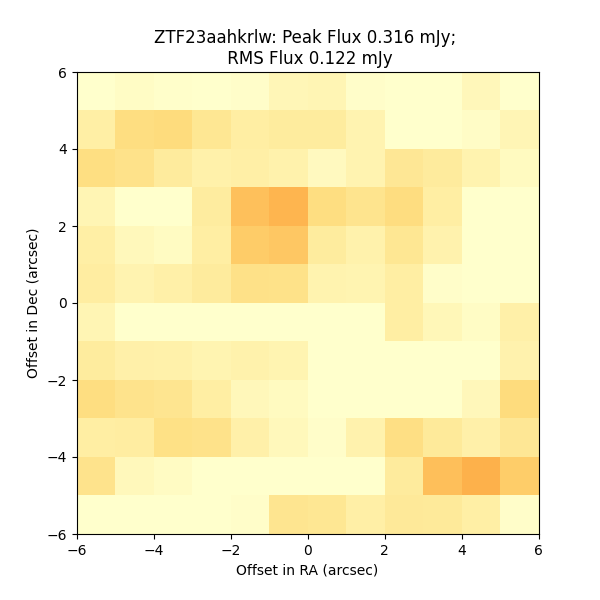 ZTF23aahkrlw: Peak Flux 0.316 mJy;
RMS Flux 0.122 mJy
6
4
2
0
−2
−4
−6
Offset in Dec (arcsec)
−6 −4 −2 0 2 4 6
Offset in RA (arcsec)